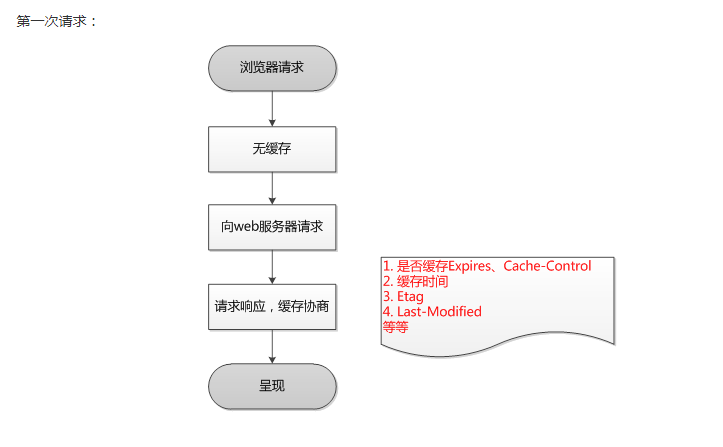 第一次请求：
浏览器请求
无缓存
向web服务器请求
请求响应，缓存协商
呈现
1. 是否缓存Expires、Cache-Control
2. 缓存时间
3. Etag
4. Last-Modified
等等